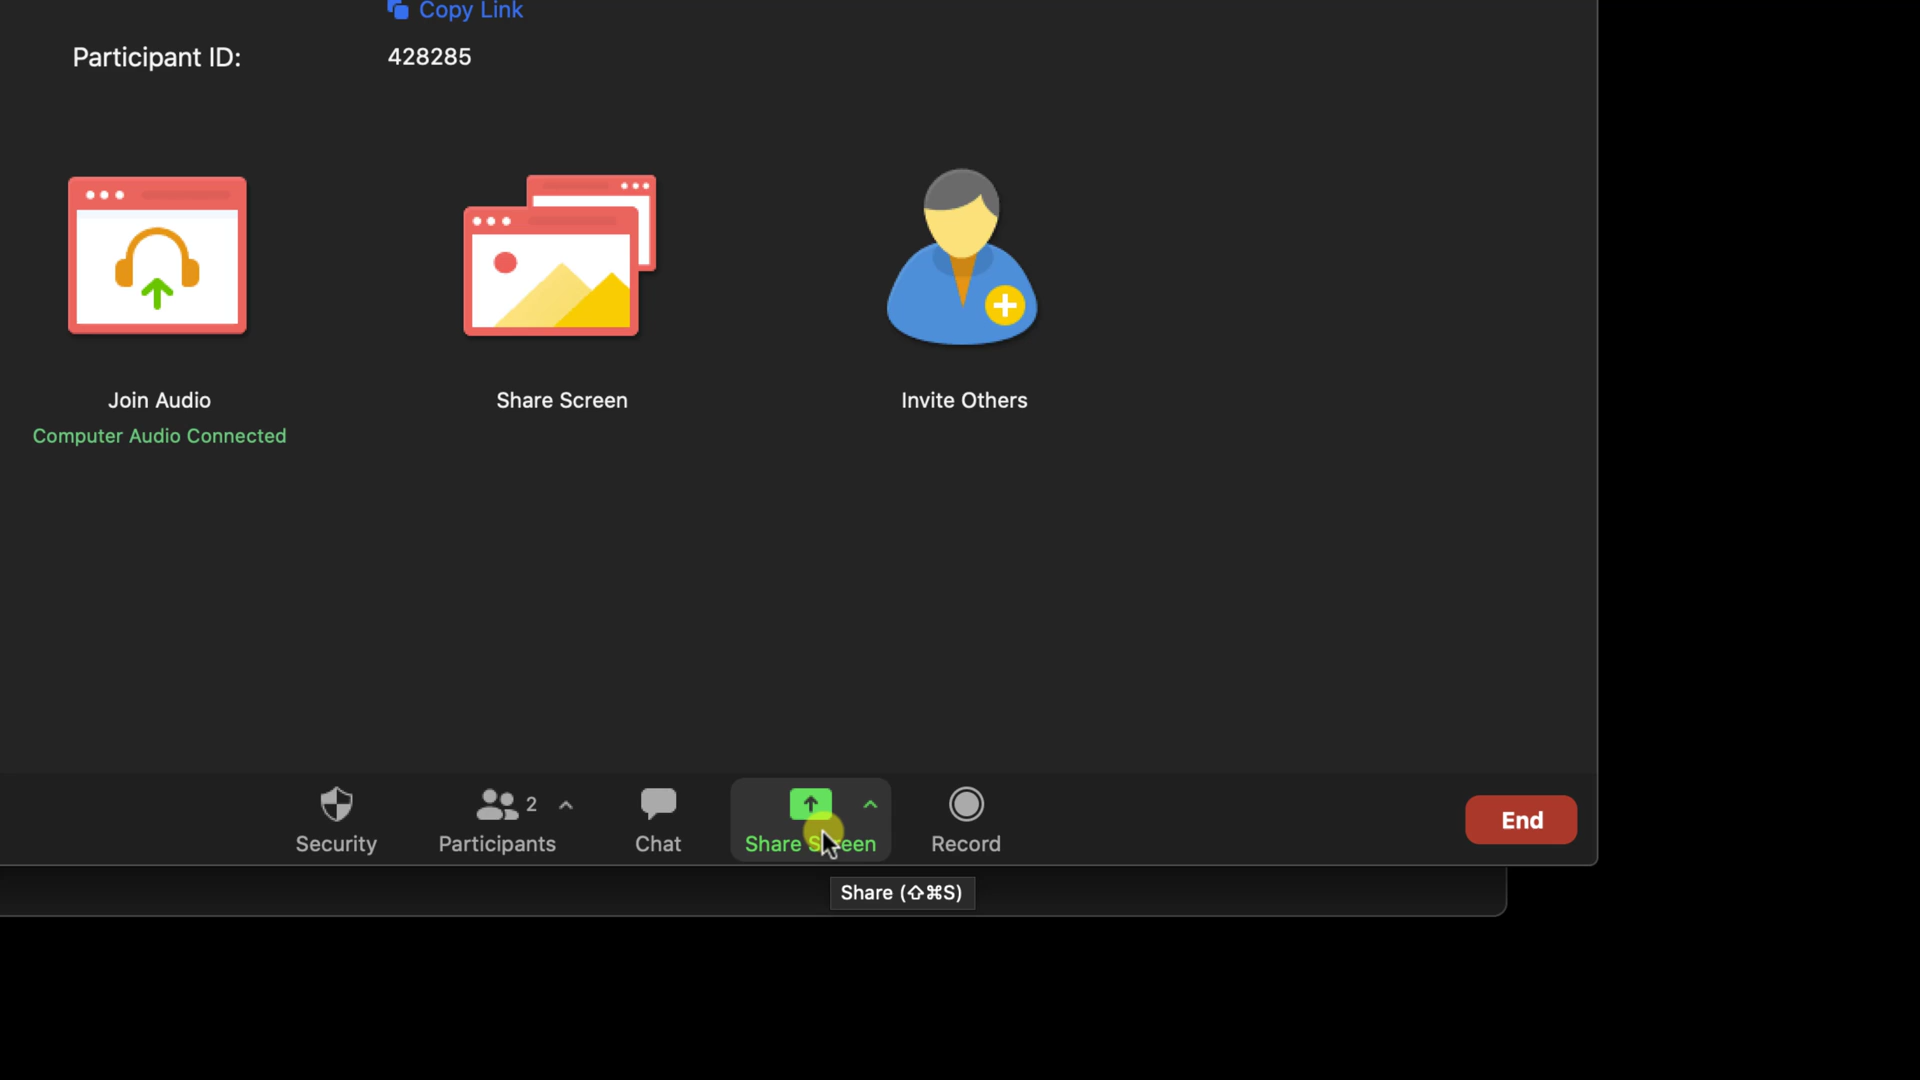 Copy Link
Participant ID: 428285
Join Audio
Share Screen
Invite Others
Computer Audio Connected
2
Security
Participants
Chat
Share Screen
Record
End
Share (⇧⌘S)